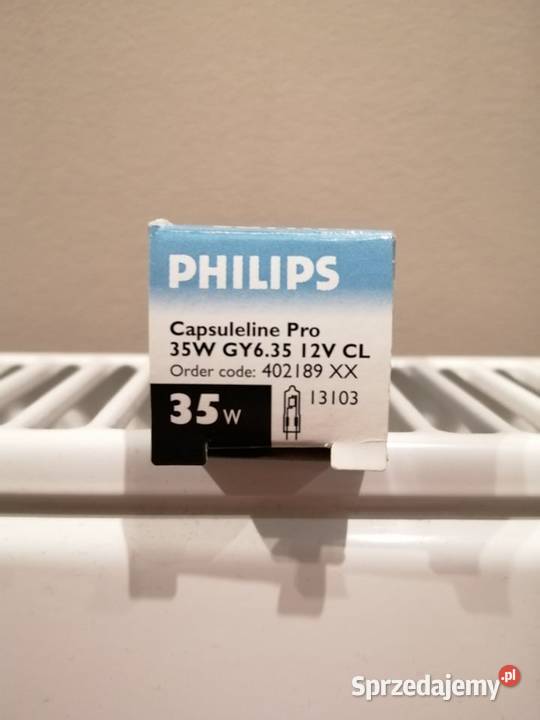 PHILIPS
Capsuleline Pro
35W GY6.35 12V CL
Order code: 402189 XX
35W
13103
Sprzedajemy.pl